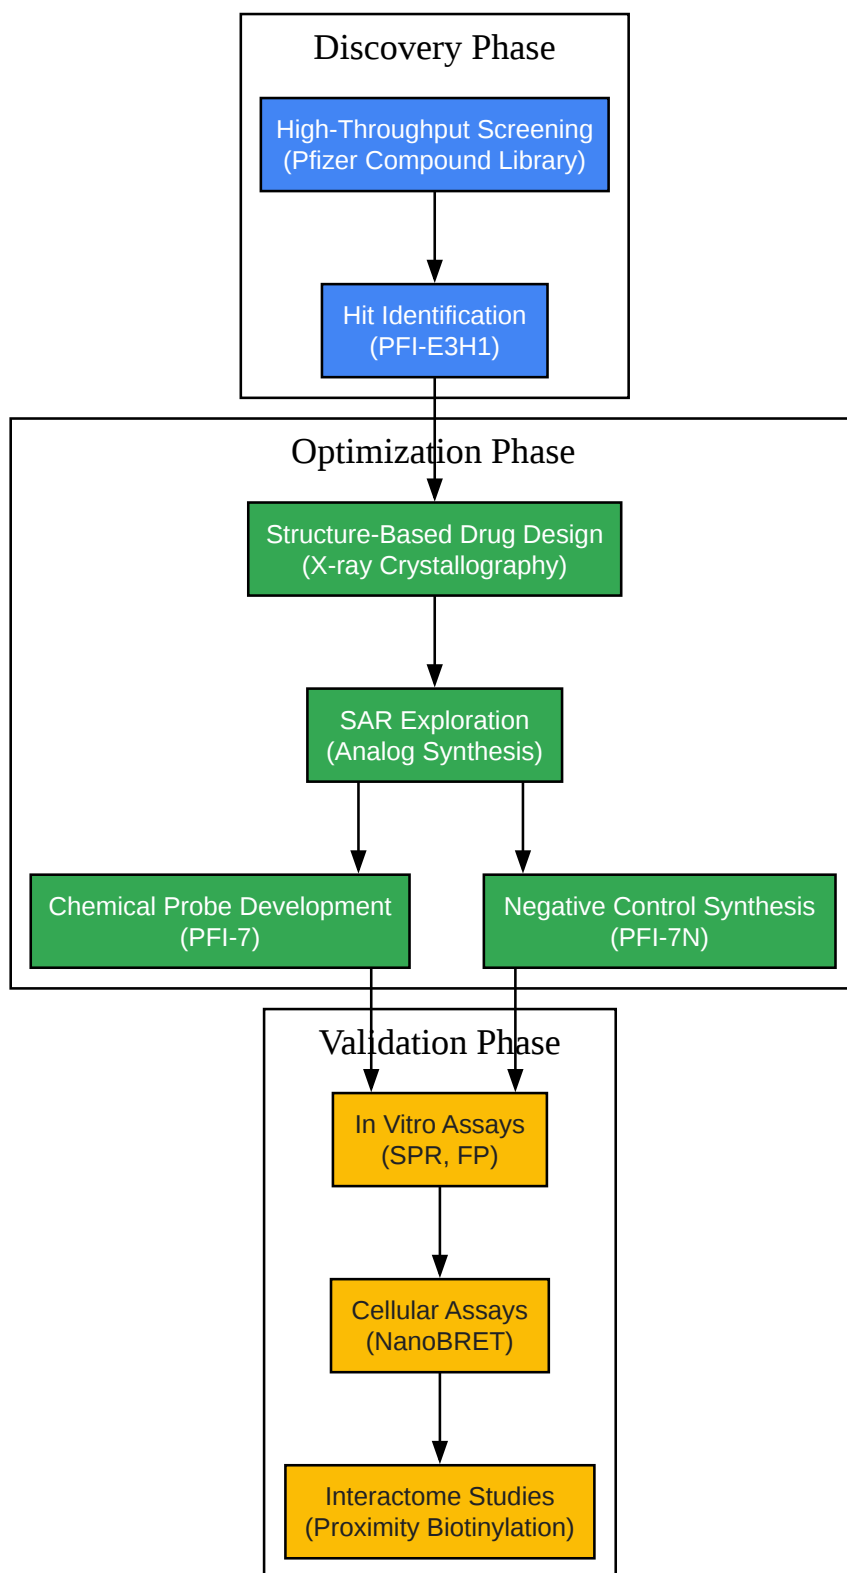 Discovery Phase
High-Throughput Screening
(Pfizer Compound Library)
Hit Identification
(PFI-E3H1)
Optimization Phase
Structure-Based Drug Design
(X-ray Crystallography)
SAR Exploration
(Analog Synthesis)
Chemical Probe Development
(PFI-7)
Negative Control Synthesis
(PFI-7N)
Validation Phase
In Vitro Assays
(SPR, FP)
Cellular Assays
(NanoBRET)
Interactome Studies
(Proximity Biotinylation)